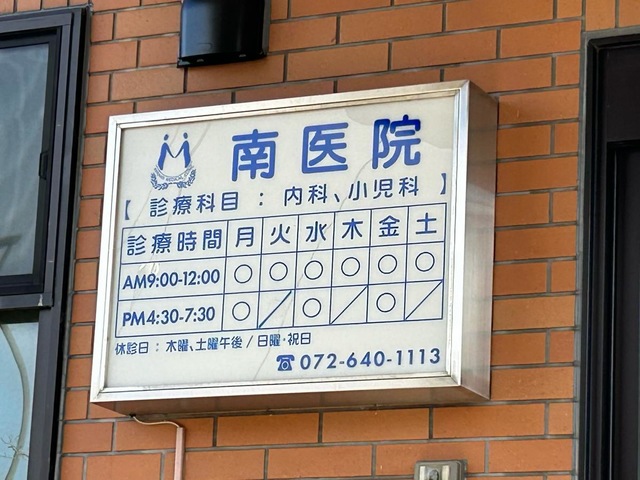 南医院
【 診療科目 : 内科、小児科 】
診療時間 月 火 水 木 金 土
AM9:00-12:00 ○ ○ ○ ○ ○ ○
PM4:30-7:30 ○ ／ ○ ／ ○ ／
休診日 : 木曜、土曜午後 / 日曜・祝日
☎072-640-1113